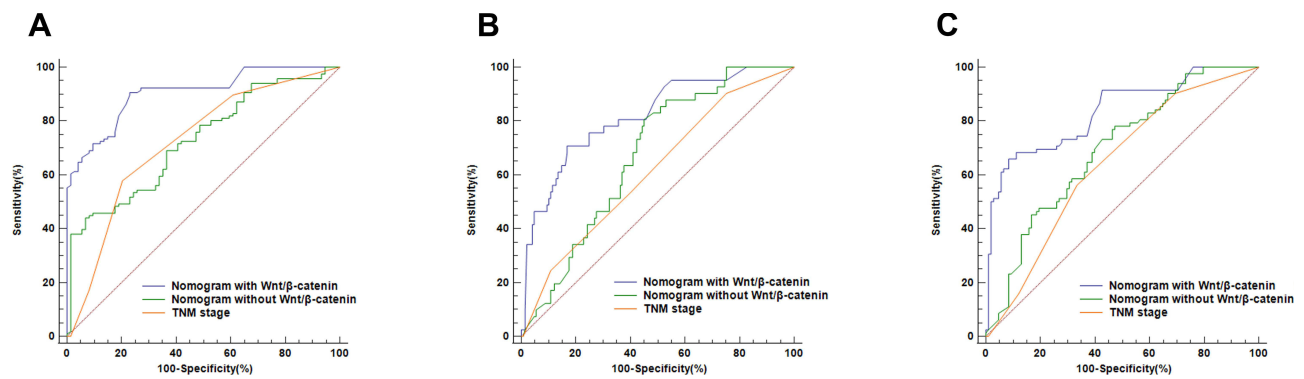 A
B
C
100
80
60
40
20
0
Sensitivity(%)
0 20 40 60 80 100
100-Specificity(%)
Nomogram with Wnt/β-catenin
Nomogram without Wnt/β-catenin
TNM stage
100
80
60
40
20
0
Sensitivity(%)
0 20 40 60 80 100
100-Specificity(%)
Nomogram with Wnt/β-catenin
Nomogram without Wnt/β-catenin
TNM stage
100
80
60
40
20
0
Sensitivity(%)
0 20 40 60 80 100
100-Specificity(%)
Nomogram with Wnt/β-catenin
Nomogram without Wnt/β-catenin
TNM stage